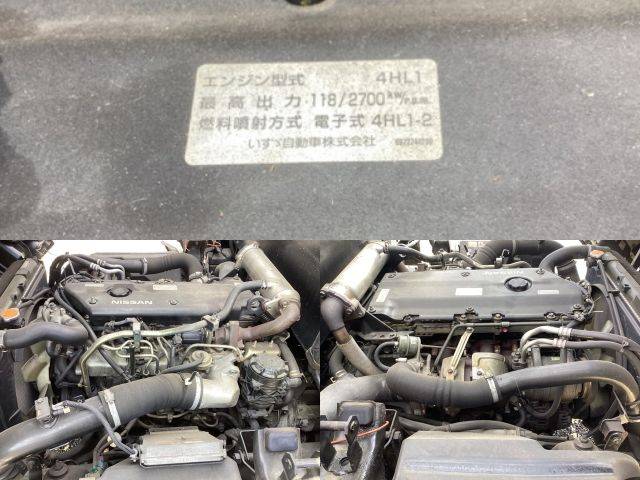 エンジン型式 4HL1
最高出力 118/2700 kW/r.p.m.
燃料噴射方式 電子式 4HL1-2
いすゞ自動車株式会社
NISSAN